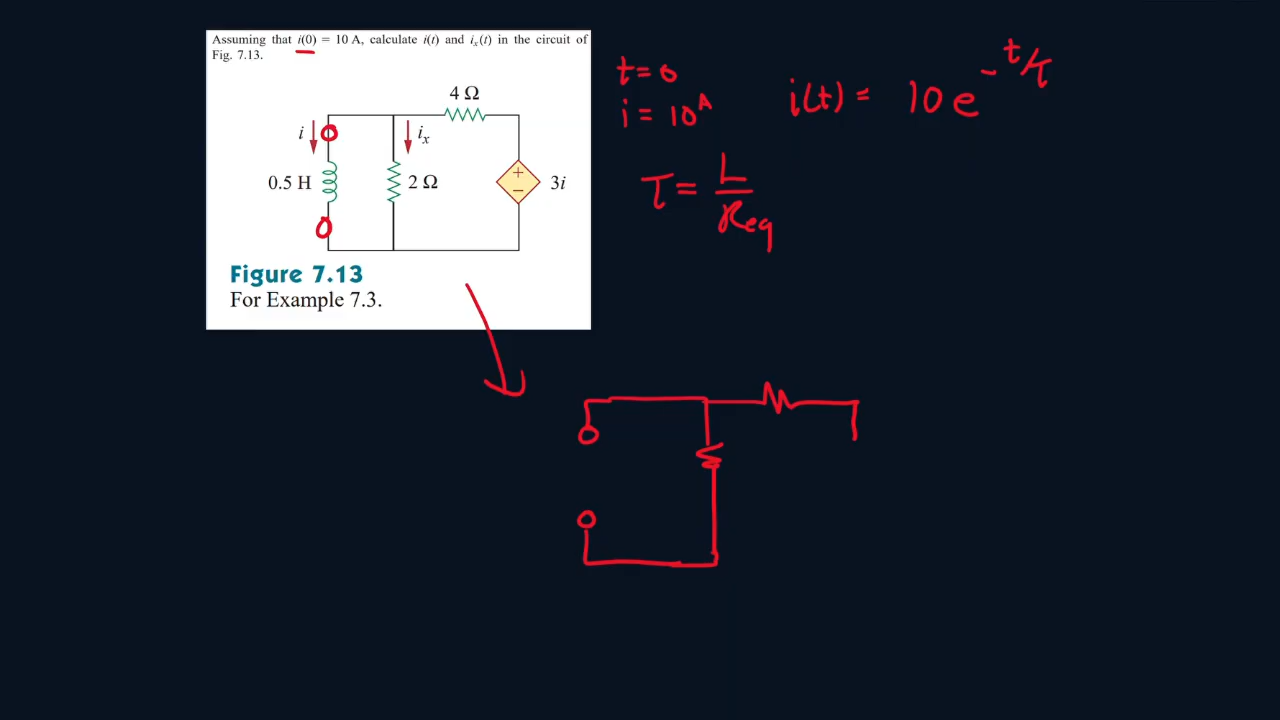 Assuming that i(0) = 10 A, calculate i(t) and iₓ(t) in the circuit of
Fig. 7.13.
4 Ω
i
iₓ
0.5 H
2 Ω
+
−
3i
Figure 7.13
For Example 7.3.
t = 0
i = 10ᴬ
i(t) = 10 e^-t/τ
τ = L/Req